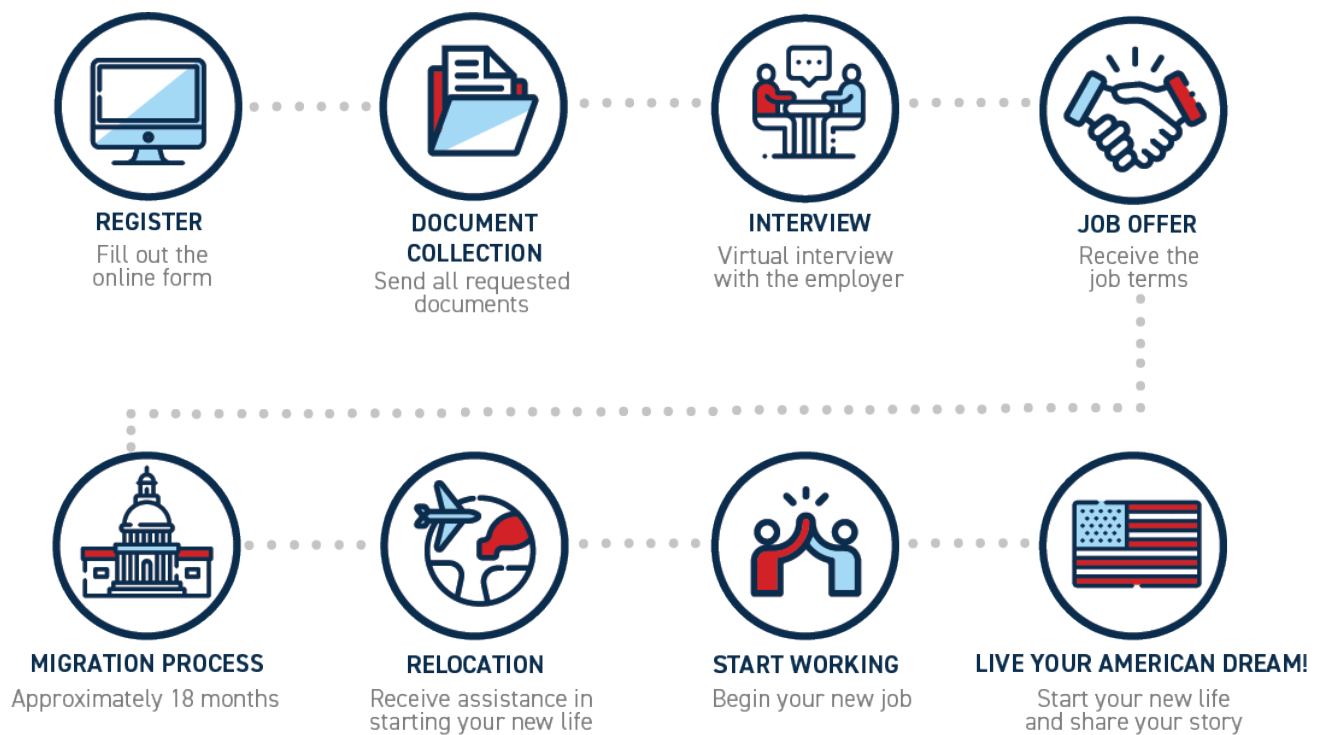 REGISTER
Fill out the
online form
DOCUMENT
COLLECTION
Send all requested
documents
INTERVIEW
Virtual interview
with the employer
JOB OFFER
Receive the
job terms
MIGRATION PROCESS
Approximately 18 months
RELOCATION
Receive assistance in
starting your new life
START WORKING
Begin your new job
LIVE YOUR AMERICAN DREAM!
Start your new life
and share your story